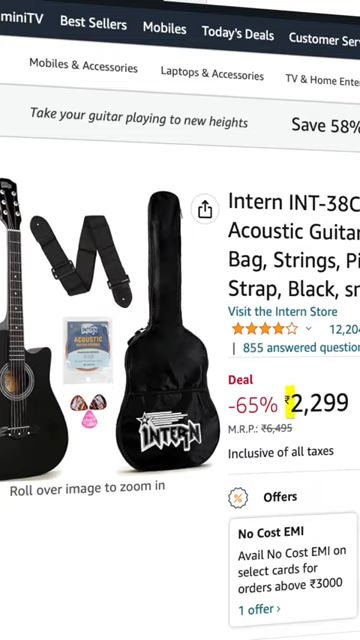 miniTV Best Sellers Mobiles Today's Deals Customer Ser
Mobiles & Accessories Laptops & Accessories TV & Home Ente
Take your guitar playing to new heights Save 58%
Intern INT-38C
Acoustic Guitar
Bag, Strings, Pi
Strap, Black, sm
Visit the Intern Store
12,204
855 answered question
Deal
-65% ₹2,299
M.R.P.: ₹6,495
Inclusive of all taxes
Offers
No Cost EMI
Avail No Cost EMI on
select cards for
orders above ₹3000
1 offer ›
ACOUSTIC
INTERN
Roll over image to zoom in